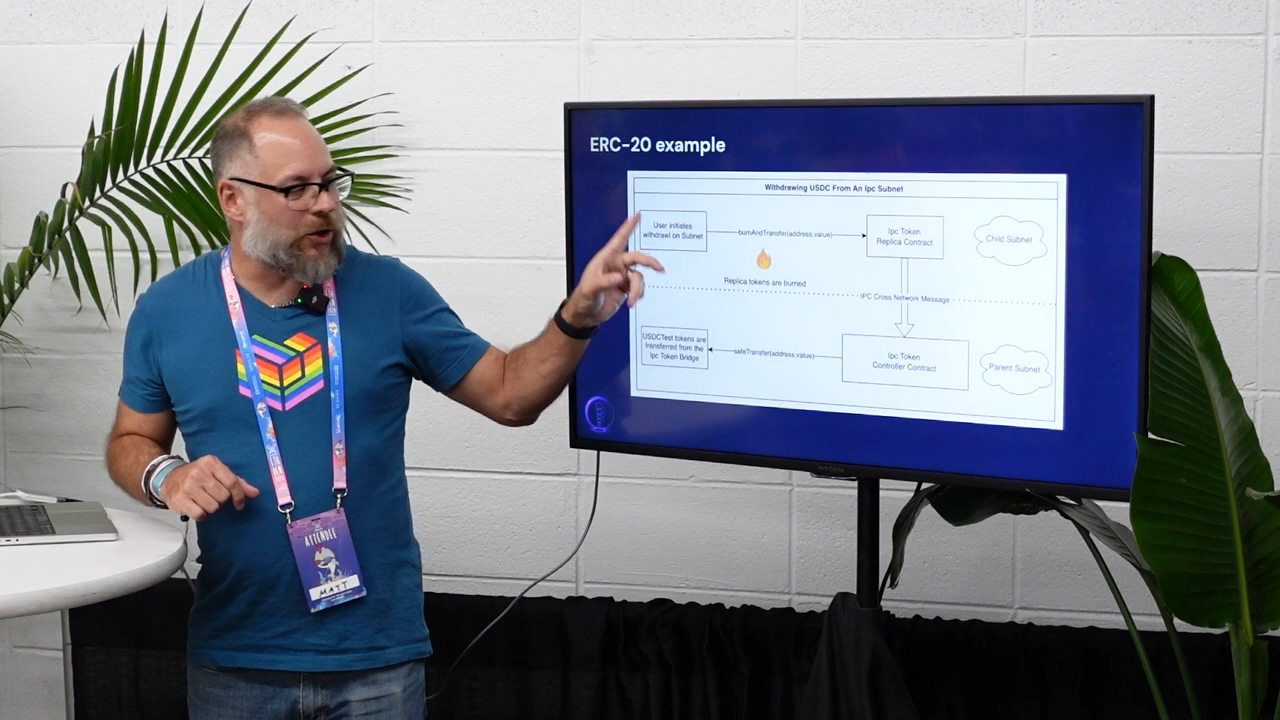 ERC-20 example
Withdrawing USDC From An Ipc Subnet
User initiates
withdrawl on Subnet
burnAndTransfer(address,value)
Ipc Token
Replica Contract
Child Subnet
Replica tokens are burned
IPC Cross Network Message
USDCTest tokens are
transferred from the
Ipc Token Bridge
safeTransfer(address,value)
Ipc Token
Controller Contract
Parent Subnet
ATTENDEE
MATT